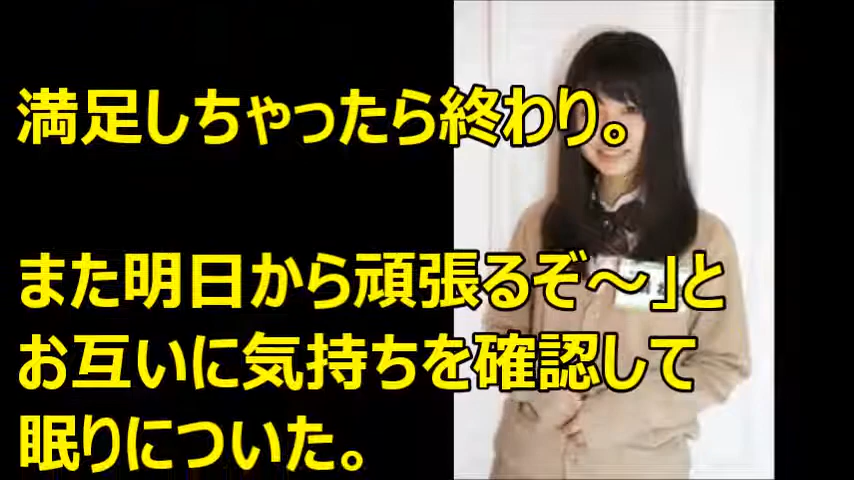 満足しちゃったら終わり。
また明日から頑張るぞ～」と
お互いに気持ちを確認して
眠りについた。